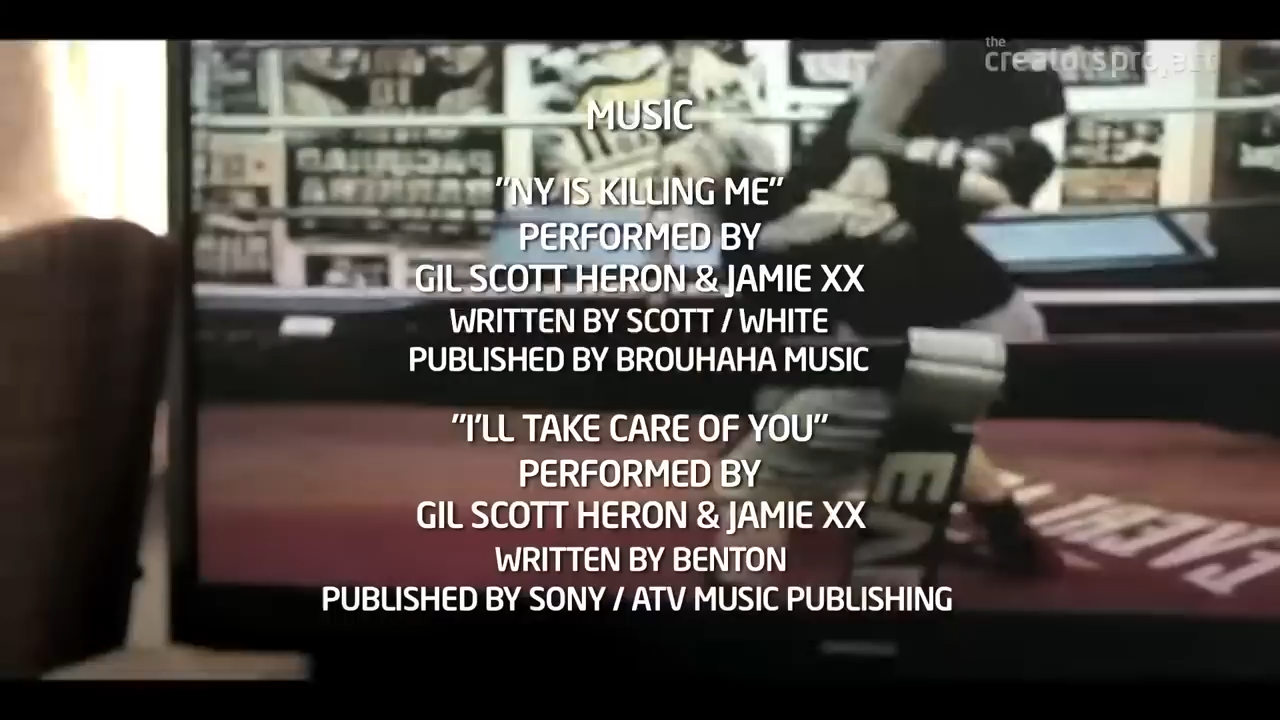 the
creatorsproject
MUSIC
"NY IS KILLING ME"
PERFORMED BY
GIL SCOTT HERON & JAMIE XX
WRITTEN BY SCOTT / WHITE
PUBLISHED BY BROUHAHA MUSIC
"I'LL TAKE CARE OF YOU"
PERFORMED BY
GIL SCOTT HERON & JAMIE XX
WRITTEN BY BENTON
PUBLISHED BY SONY / ATV MUSIC PUBLISHING